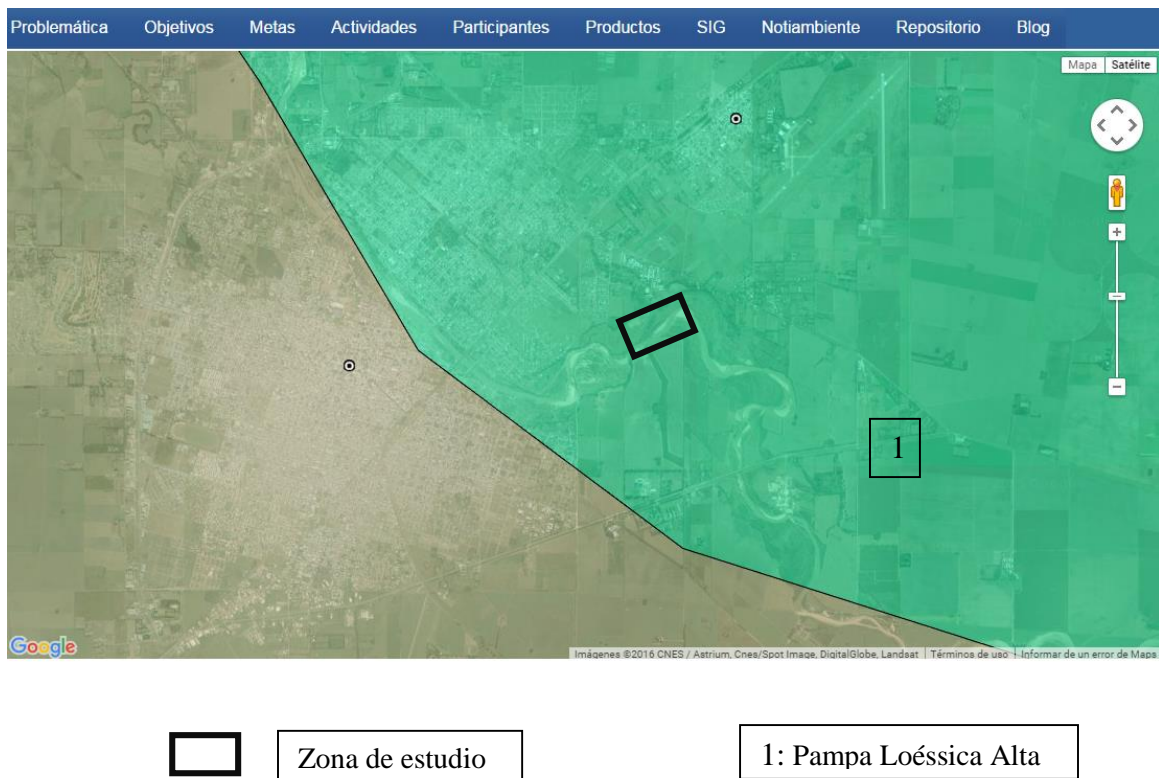 Problemática Objetivos Metas Actividades Participantes Productos SIG Notiambiente Repositorio Blog
Mapa Satélite
1
Google
Imágenes ©2016 CNES / Astrium, Cnes/Spot Image, DigitalGlobe, Landsat Términos de uso Informar de un error de Maps
Zona de estudio
1: Pampa Loéssica Alta